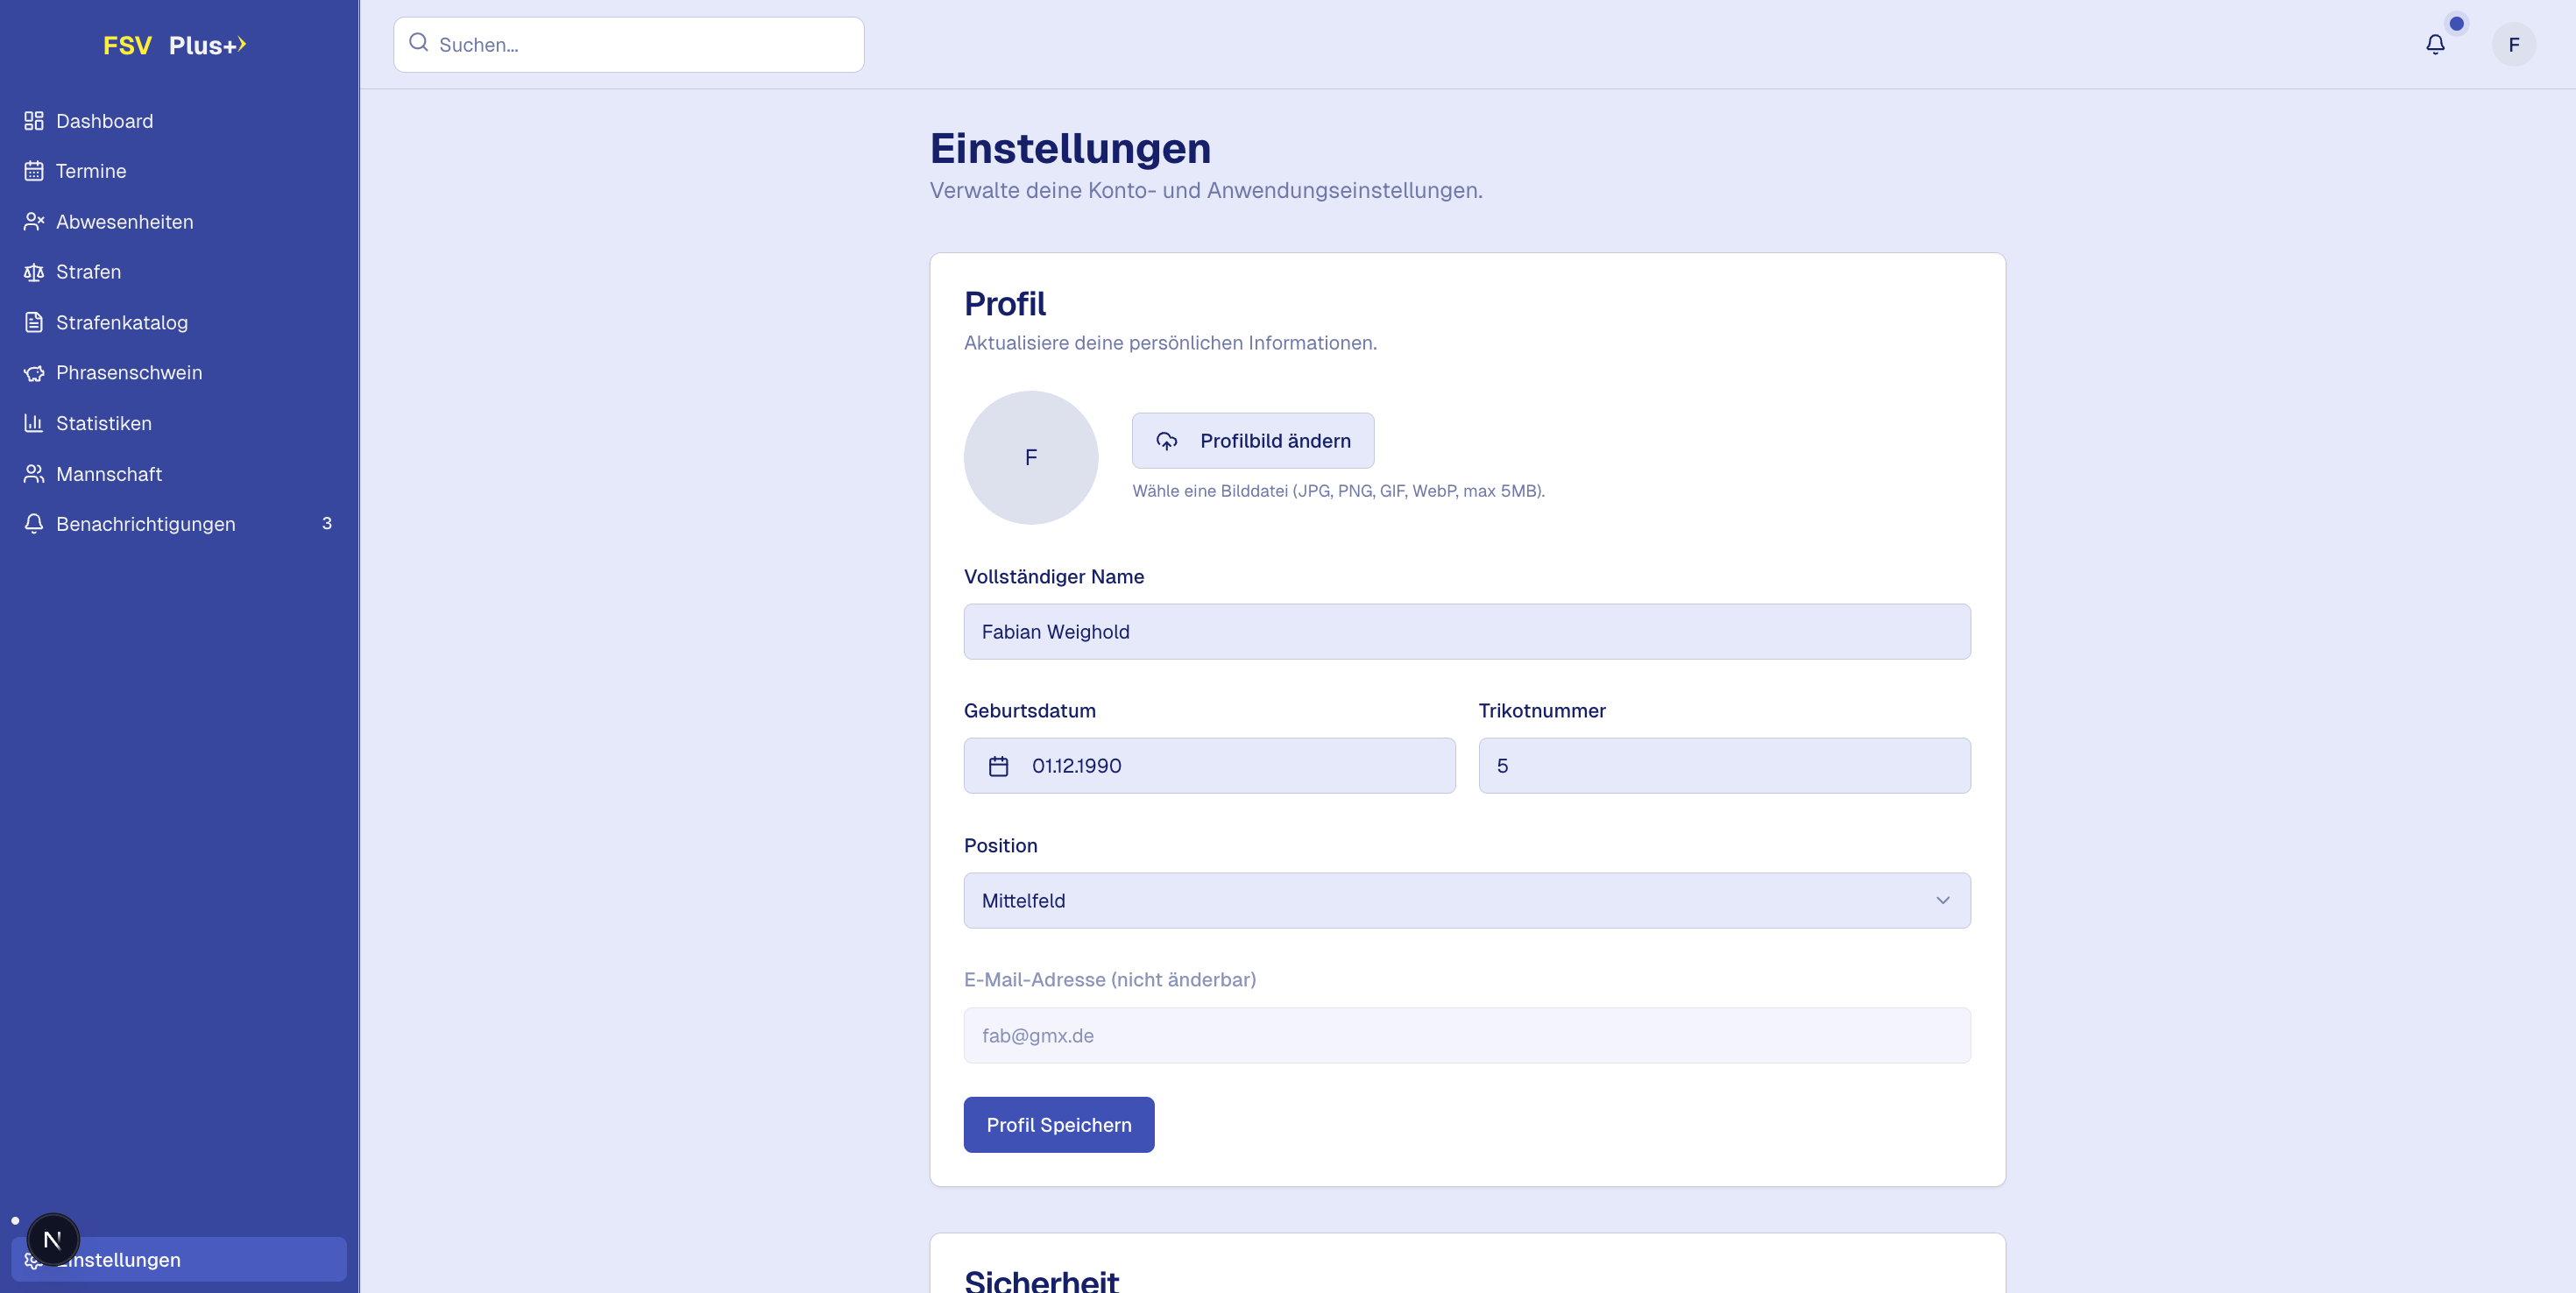 FSV Plus+
Suchen...
F
Dashboard
Termine
Abwesenheiten
Strafen
Strafenkatalog
Phrasenschwein
Statistiken
Mannschaft
Benachrichtigungen 3
N
instellungen
Einstellungen
Verwalte deine Konto- und Anwendungseinstellungen.
Profil
Aktualisiere deine persönlichen Informationen.
F
Profilbild ändern
Wähle eine Bilddatei (JPG, PNG, GIF, WebP, max 5MB).
Vollständiger Name
Fabian Weighold
Geburtsdatum Trikotnummer
01.12.1990 5
Position
Mittelfeld
E-Mail-Adresse (nicht änderbar)
fab@gmx.de
Profil Speichern
Sicherheit